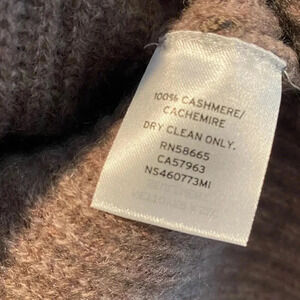 100% CASHMERE/
CACHEMIRE
DRY CLEAN ONLY.
RN58665
CA57963
NS460773MI